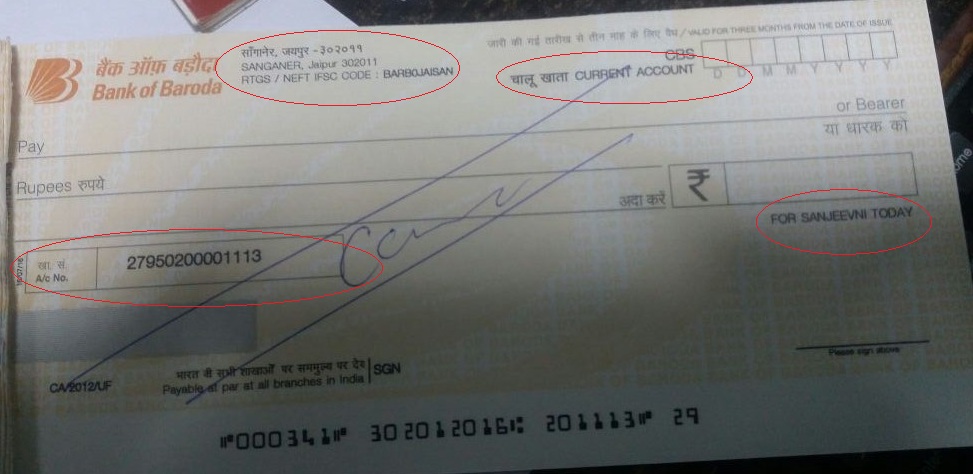 बैंक ऑफ़ बड़ौदा
Bank of Baroda
साँगानेर, जयपुर -३०२०११
SANGANER, Jaipur 302011
RTGS / NEFT IFSC CODE : BARB0JAISAN
जारी की गई तारीख से तीन माह के लिए वैध / VALID FOR THREE MONTHS FROM THE DATE OF ISSUE
CBS
चालू खाता CURRENT ACCOUNT
D D M M Y Y Y Y
Pay
or Bearer
या धारक को
Rupees रुपये
अदा करें
₹
FOR SANJEEVNI TODAY
खा. सं.
A/c No.
27950200001113
Please sign above
CA/2012/UF
भारत में सभी शाखाओं पर सममूल्य पर देय
Payable at par at all branches in India
SGN
⑈000341⑈ 302012016⑆ 201113⑈ 29